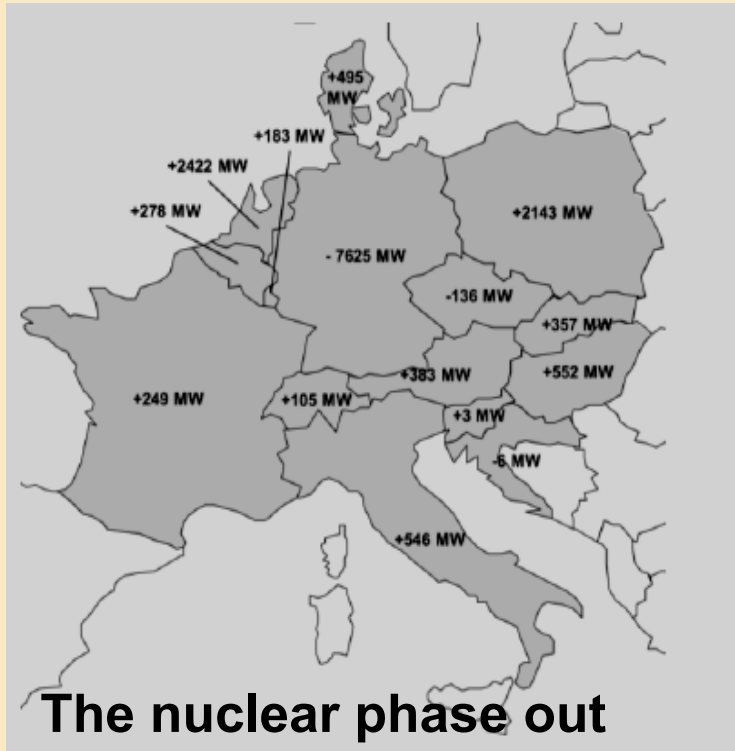 +495
MW
+183 MW
+2422 MW
+278 MW
+2143 MW
- 7625 MW
-136 MW
+357 MW
+383 MW
+552 MW
+249 MW
+105 MW
+3 MW
-6 MW
+546 MW
The nuclear phase out